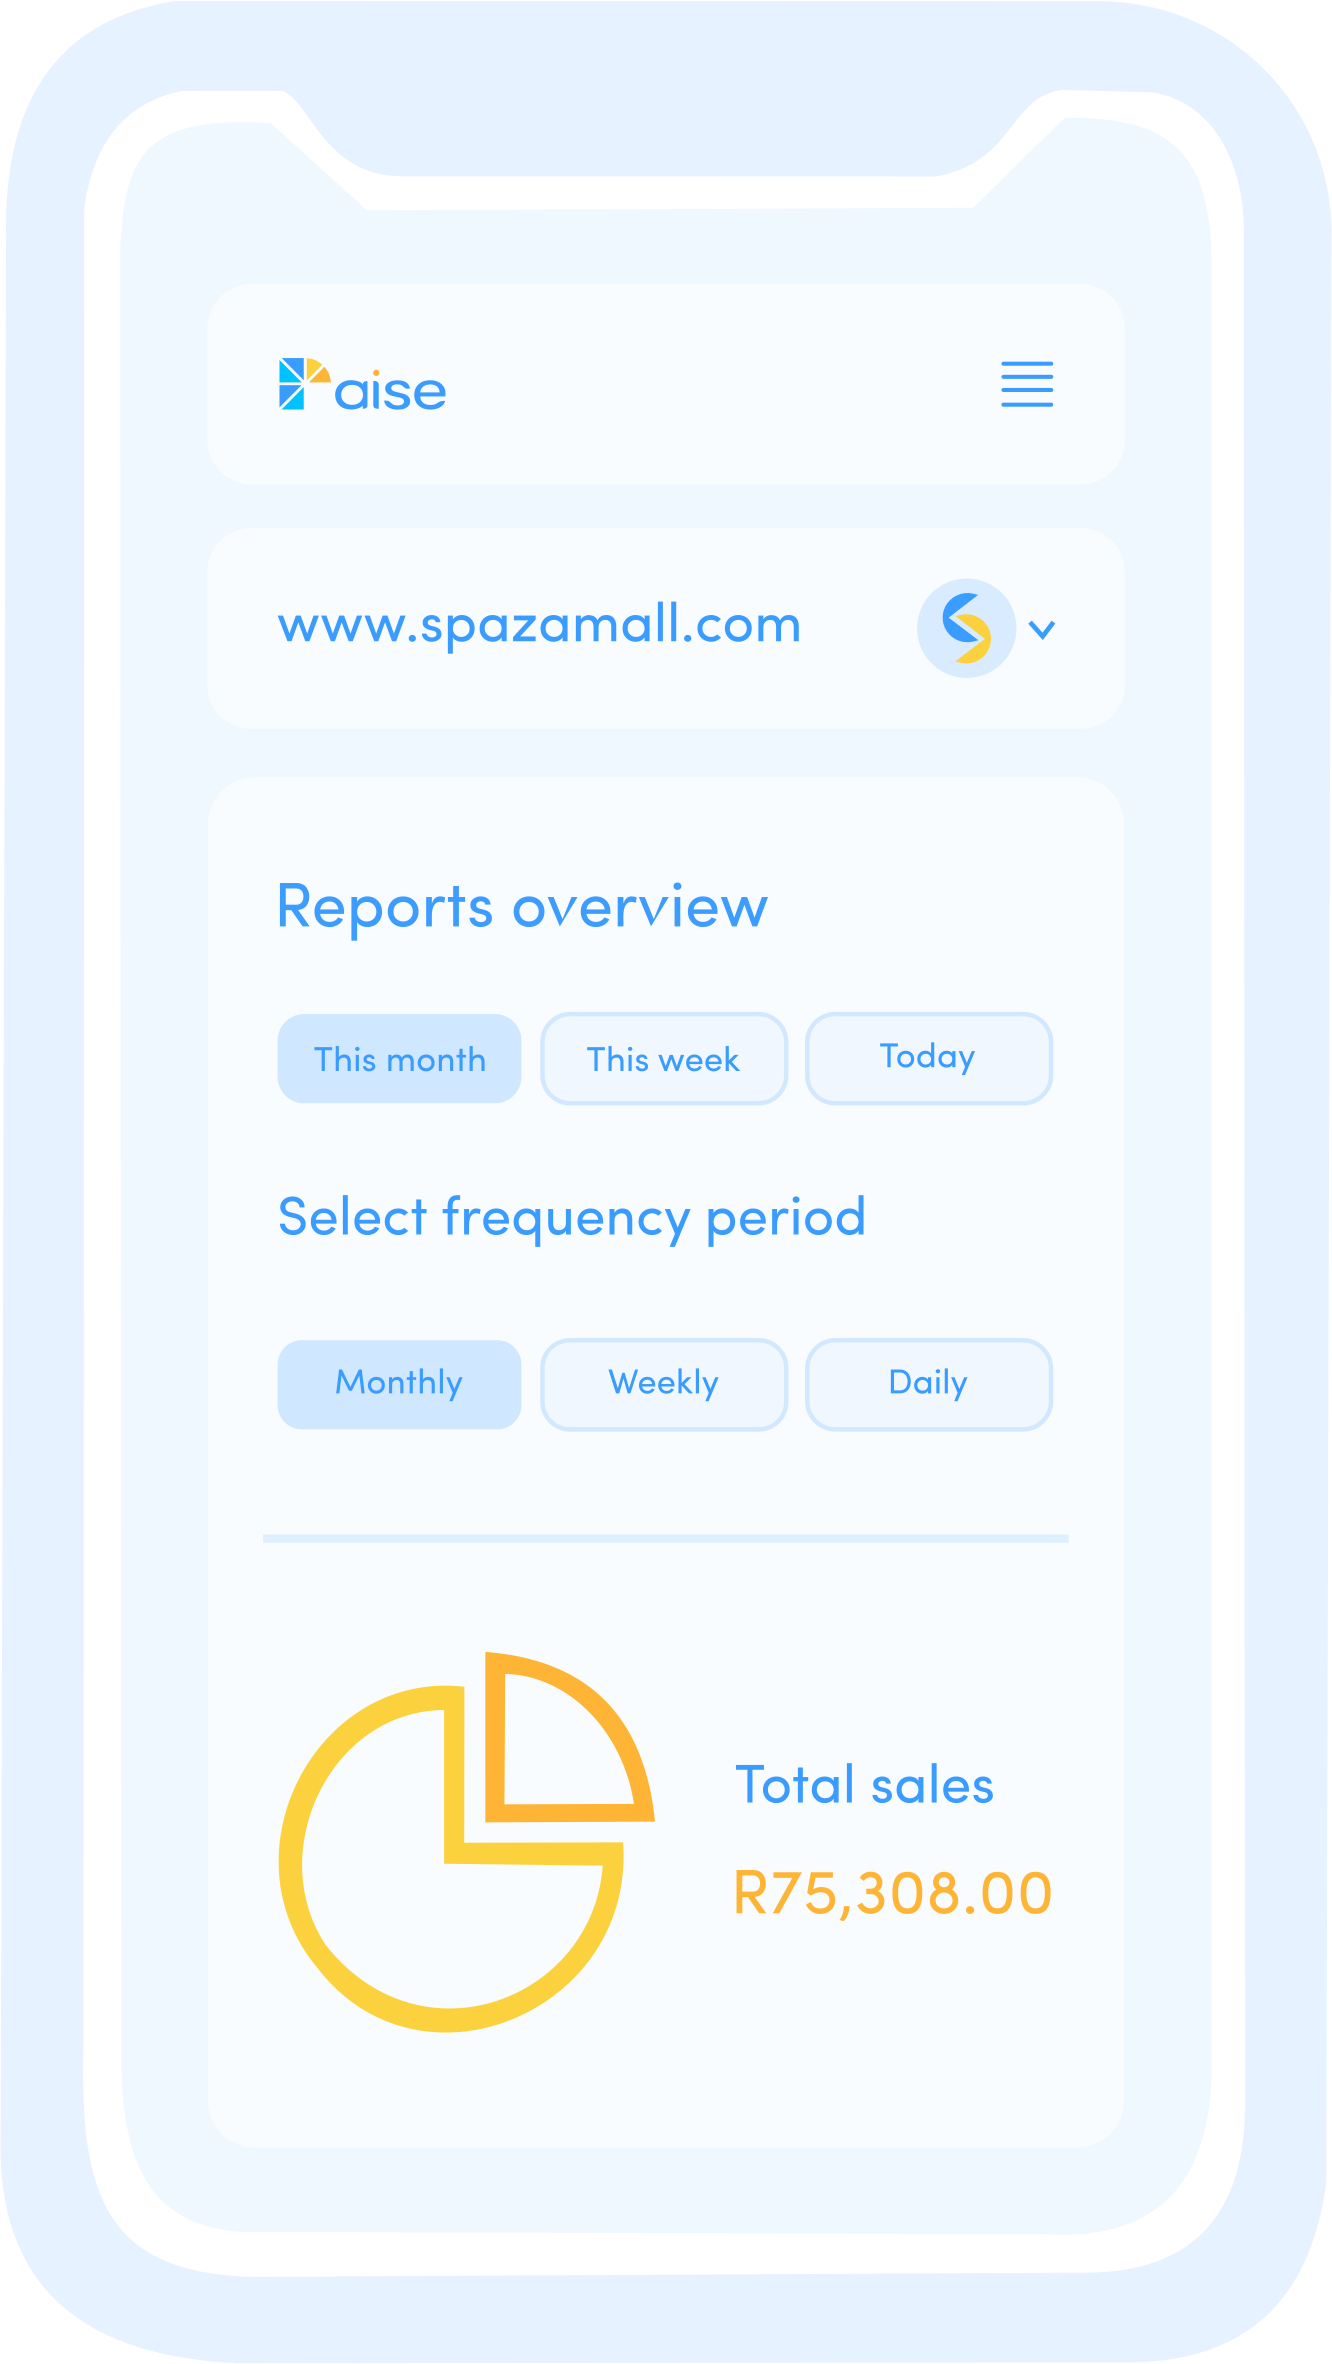 Paise
www.spazamall.com
Reports overview
This month
This week
Today
Select frequency period
Monthly
Weekly
Daily
Total sales
R75,308.00